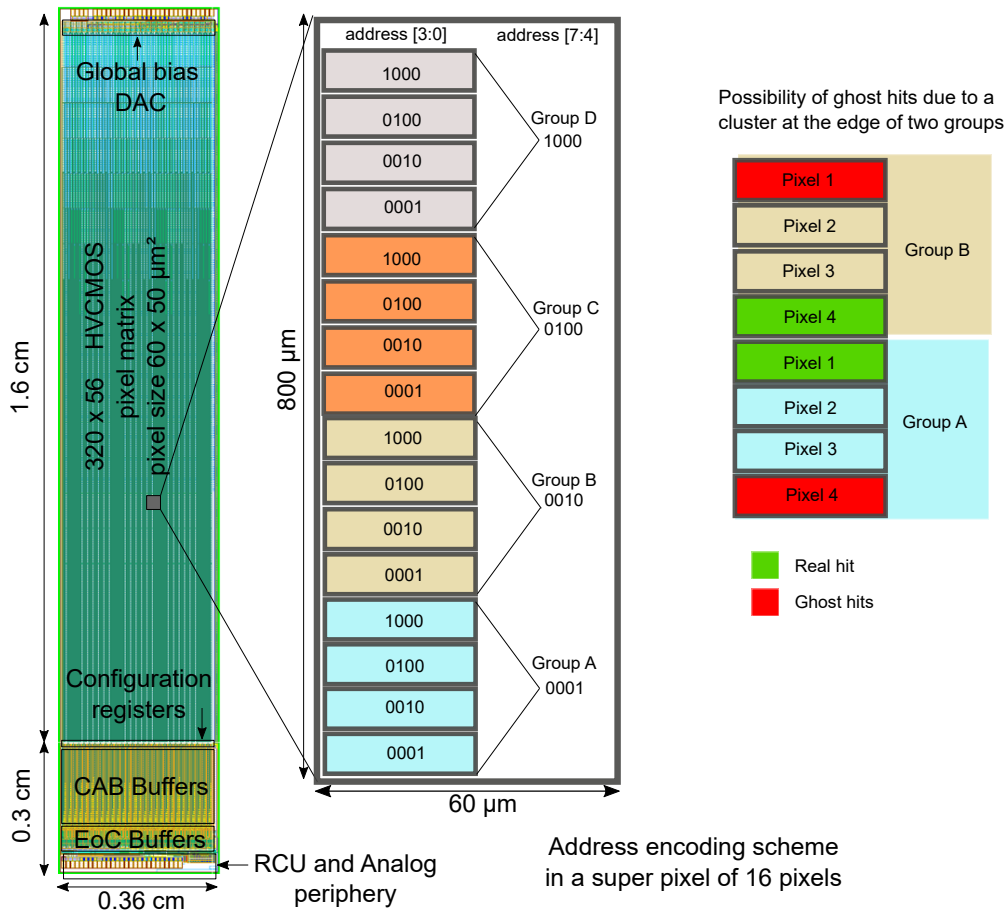 Global bias
DAC
1.6 cm
320 x 56 HVCMOS
pixel matrix
pixel size 60 x 50 µm²
Configuration
registers
0.3 cm
CAB Buffers
EoC Buffers
RCU and Analog
periphery
0.36 cm
address [3:0] address [7:4]
800 µm
1000
0100
0010
0001
Group D
1000
1000
0100
0010
0001
Group C
0100
1000
0100
0010
0001
Group B
0010
1000
0100
0010
0001
Group A
0001
60 µm
Address encoding scheme
in a super pixel of 16 pixels
Possibility of ghost hits due to a
cluster at the edge of two groups
Pixel 1
Pixel 2
Pixel 3
Pixel 4
Group B
Pixel 1
Pixel 2
Pixel 3
Pixel 4
Group A
Real hit
Ghost hits